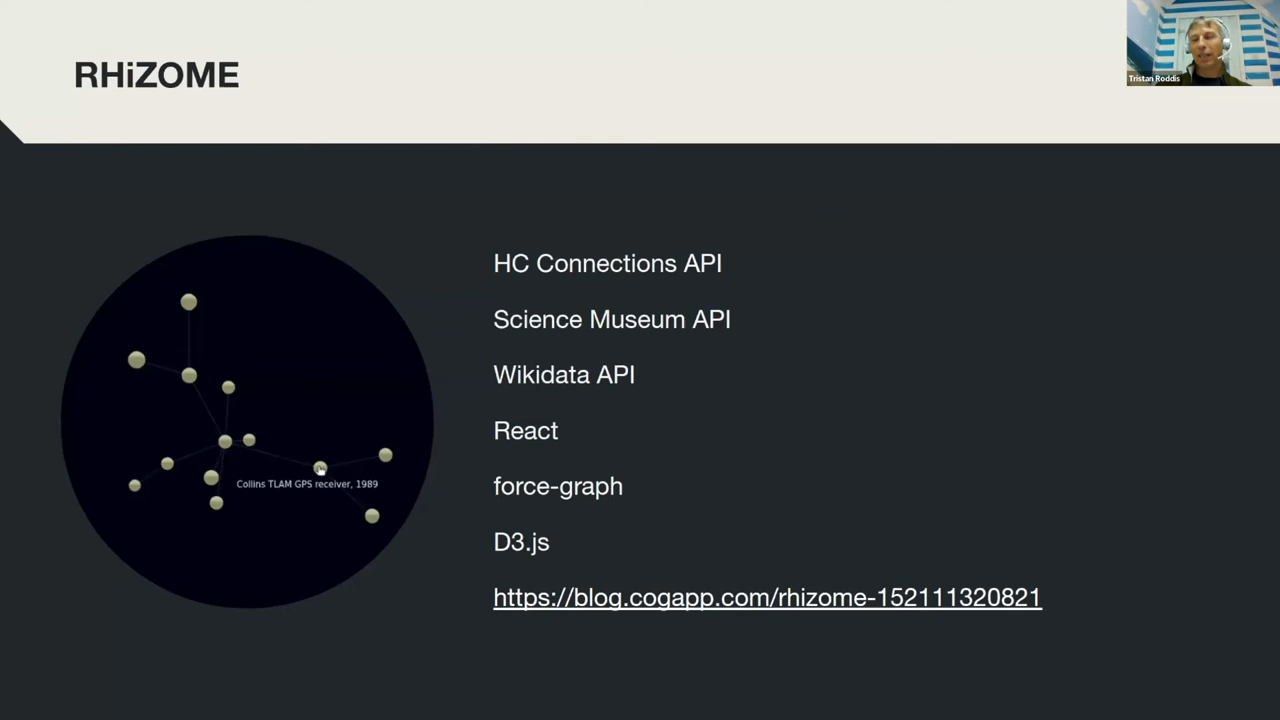 RHiZOME
Tristan Roddis
Collins TLAM GPS receiver, 1989
HC Connections API
Science Museum API
Wikidata API
React
force-graph
D3.js
https://blog.cogapp.com/rhizome-152111320821